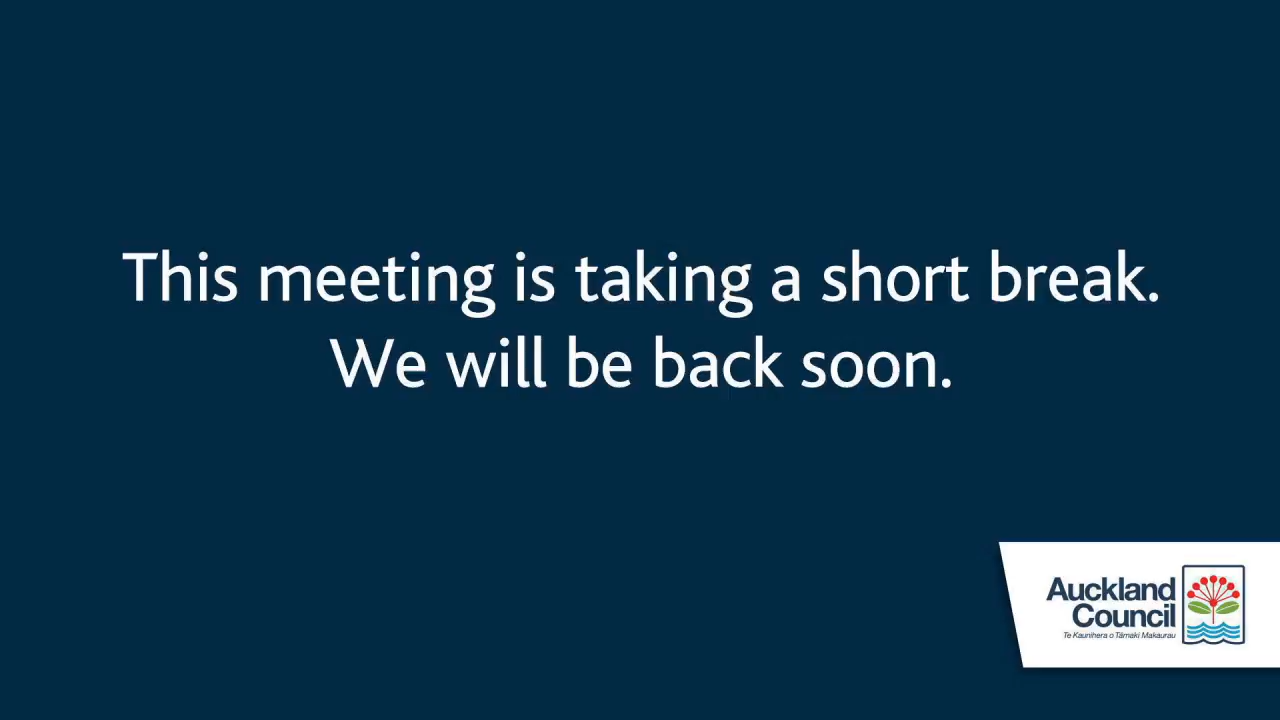 This meeting is taking a short break.
We will be back soon.
Auckland
Council
Te Kaunihera o Tāmaki Makaurau